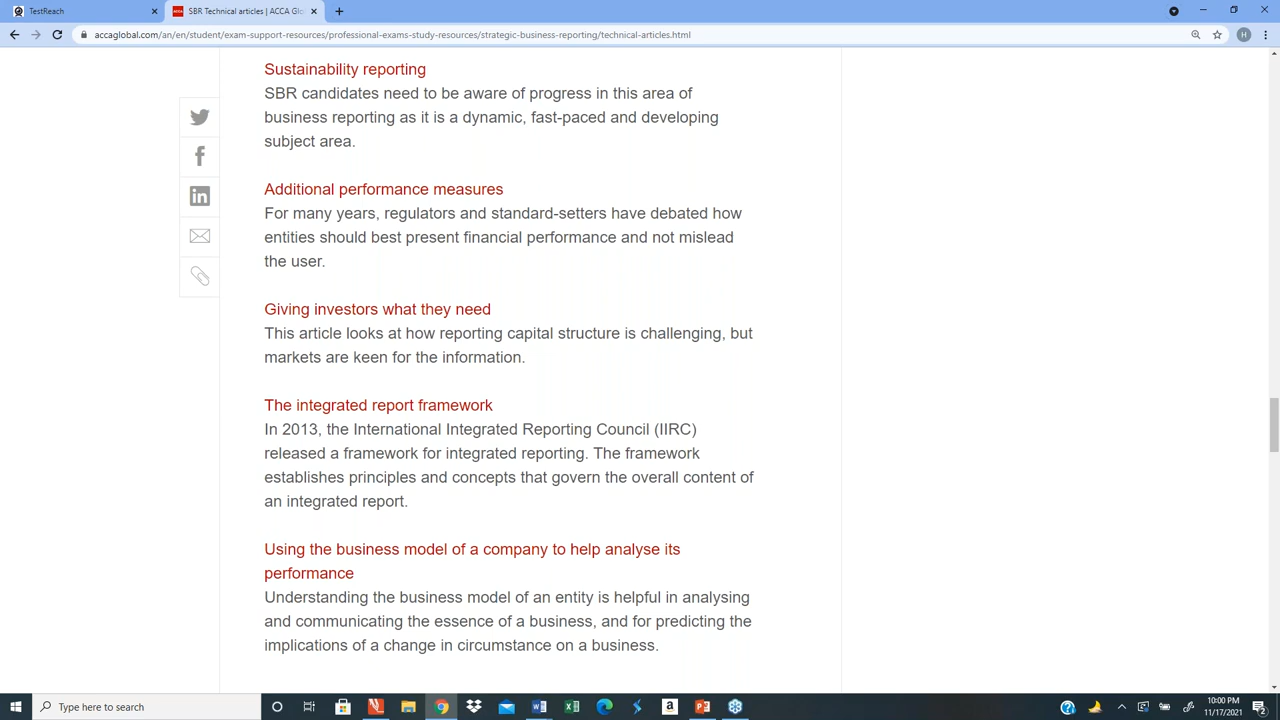 TestReach
SBR Technical articles | ACCA Glo
accaglobal.com/an/en/student/exam-support-resources/professional-exams-study-resources/strategic-business-reporting/technical-articles.html
H
Sustainability reporting
SBR candidates need to be aware of progress in this area of
business reporting as it is a dynamic, fast-paced and developing
subject area.
Additional performance measures
For many years, regulators and standard-setters have debated how
entities should best present financial performance and not mislead
the user.
Giving investors what they need
This article looks at how reporting capital structure is challenging, but
markets are keen for the information.
The integrated report framework
In 2013, the International Integrated Reporting Council (IIRC)
released a framework for integrated reporting. The framework
establishes principles and concepts that govern the overall content of
an integrated report.
Using the business model of a company to help analyse its
performance
Understanding the business model of an entity is helpful in analysing
and communicating the essence of a business, and for predicting the
implications of a change in circumstance on a business.
Type here to search
10:00 PM
11/17/2021
2